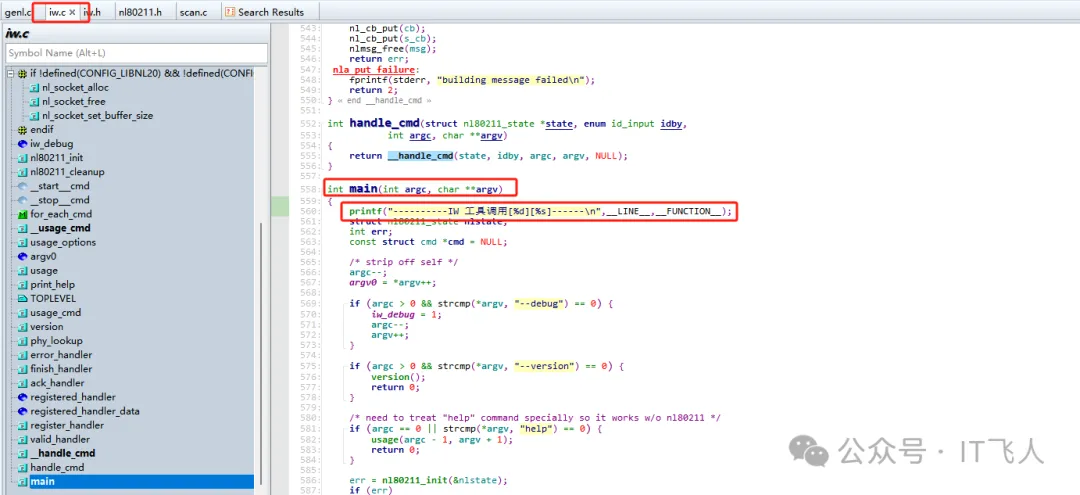 genl.c iw.c × iw.h nl80211.h scan.c Search Results
iw.c
Symbol Name (Alt+L)
if !defined(CONFIG_LIBNL20) && !defined(CONF
nl_socket_alloc
nl_socket_free
nl_socket_set_buffer_size
endif
iw_debug
nl80211_init
nl80211_cleanup
__start__cmd
__stop__cmd
for_each_cmd
__usage_cmd
usage_options
argv0
usage
print_help
TOPLEVEL
usage_cmd
version
phy_lookup
error_handler
finish_handler
ack_handler
registered_handler
registered_handler_data
register_handler
valid_handler
__handle_cmd
handle_cmd
main
543: nl_cb_put(cb);
544: nl_cb_put(s_cb);
545: nlmsg_free(msg);
546: return err;
547: nla_put_failure:
548: fprintf(stderr, "building message failed\n");
549: return 2;
550: } « end __handle_cmd »
551:
552: int handle_cmd(struct nl80211_state *state, enum id_input idby,
553: int argc, char **argv)
554: {
555: return __handle_cmd(state, idby, argc, argv, NULL);
556: }
557:
558: int main(int argc, char **argv)
559: {
560: printf("----------IW 工具调用[%d][%s]------\n",__LINE__,__FUNCTION__);
561: struct nl80211_state nlstate;
562: int err;
563: const struct cmd *cmd = NULL;
564:
565: /* strip off self */
566: argc--;
567: argv0 = *argv++;
568:
569: if (argc > 0 && strcmp(*argv, "--debug") == 0) {
570: iw_debug = 1;
571: argc--;
572: argv++;
573: }
574:
575: if (argc > 0 && strcmp(*argv, "--version") == 0) {
576: version();
577: return 0;
578: }
579:
580: /* need to treat "help" command specially so it works w/o nl80211 */
581: if (argc == 0 || strcmp(*argv, "help") == 0) {
582: usage(argc - 1, argv + 1);
583: return 0;
584: }
585:
586: err = nl80211_init(&nlstate);
587: if (err)
公众号·IT飞人